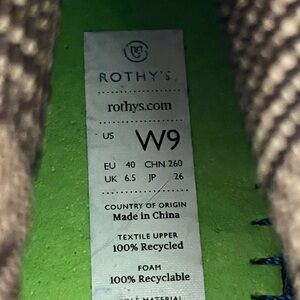 ROTHY'S
rothys.com
US W9
EU 40 CHN 260
UK 6.5 JP 26
COUNTRY OF ORIGIN
Made in China
TEXTILE UPPER
100% Recycled
FOAM
100% Recyclable
MATERIAL